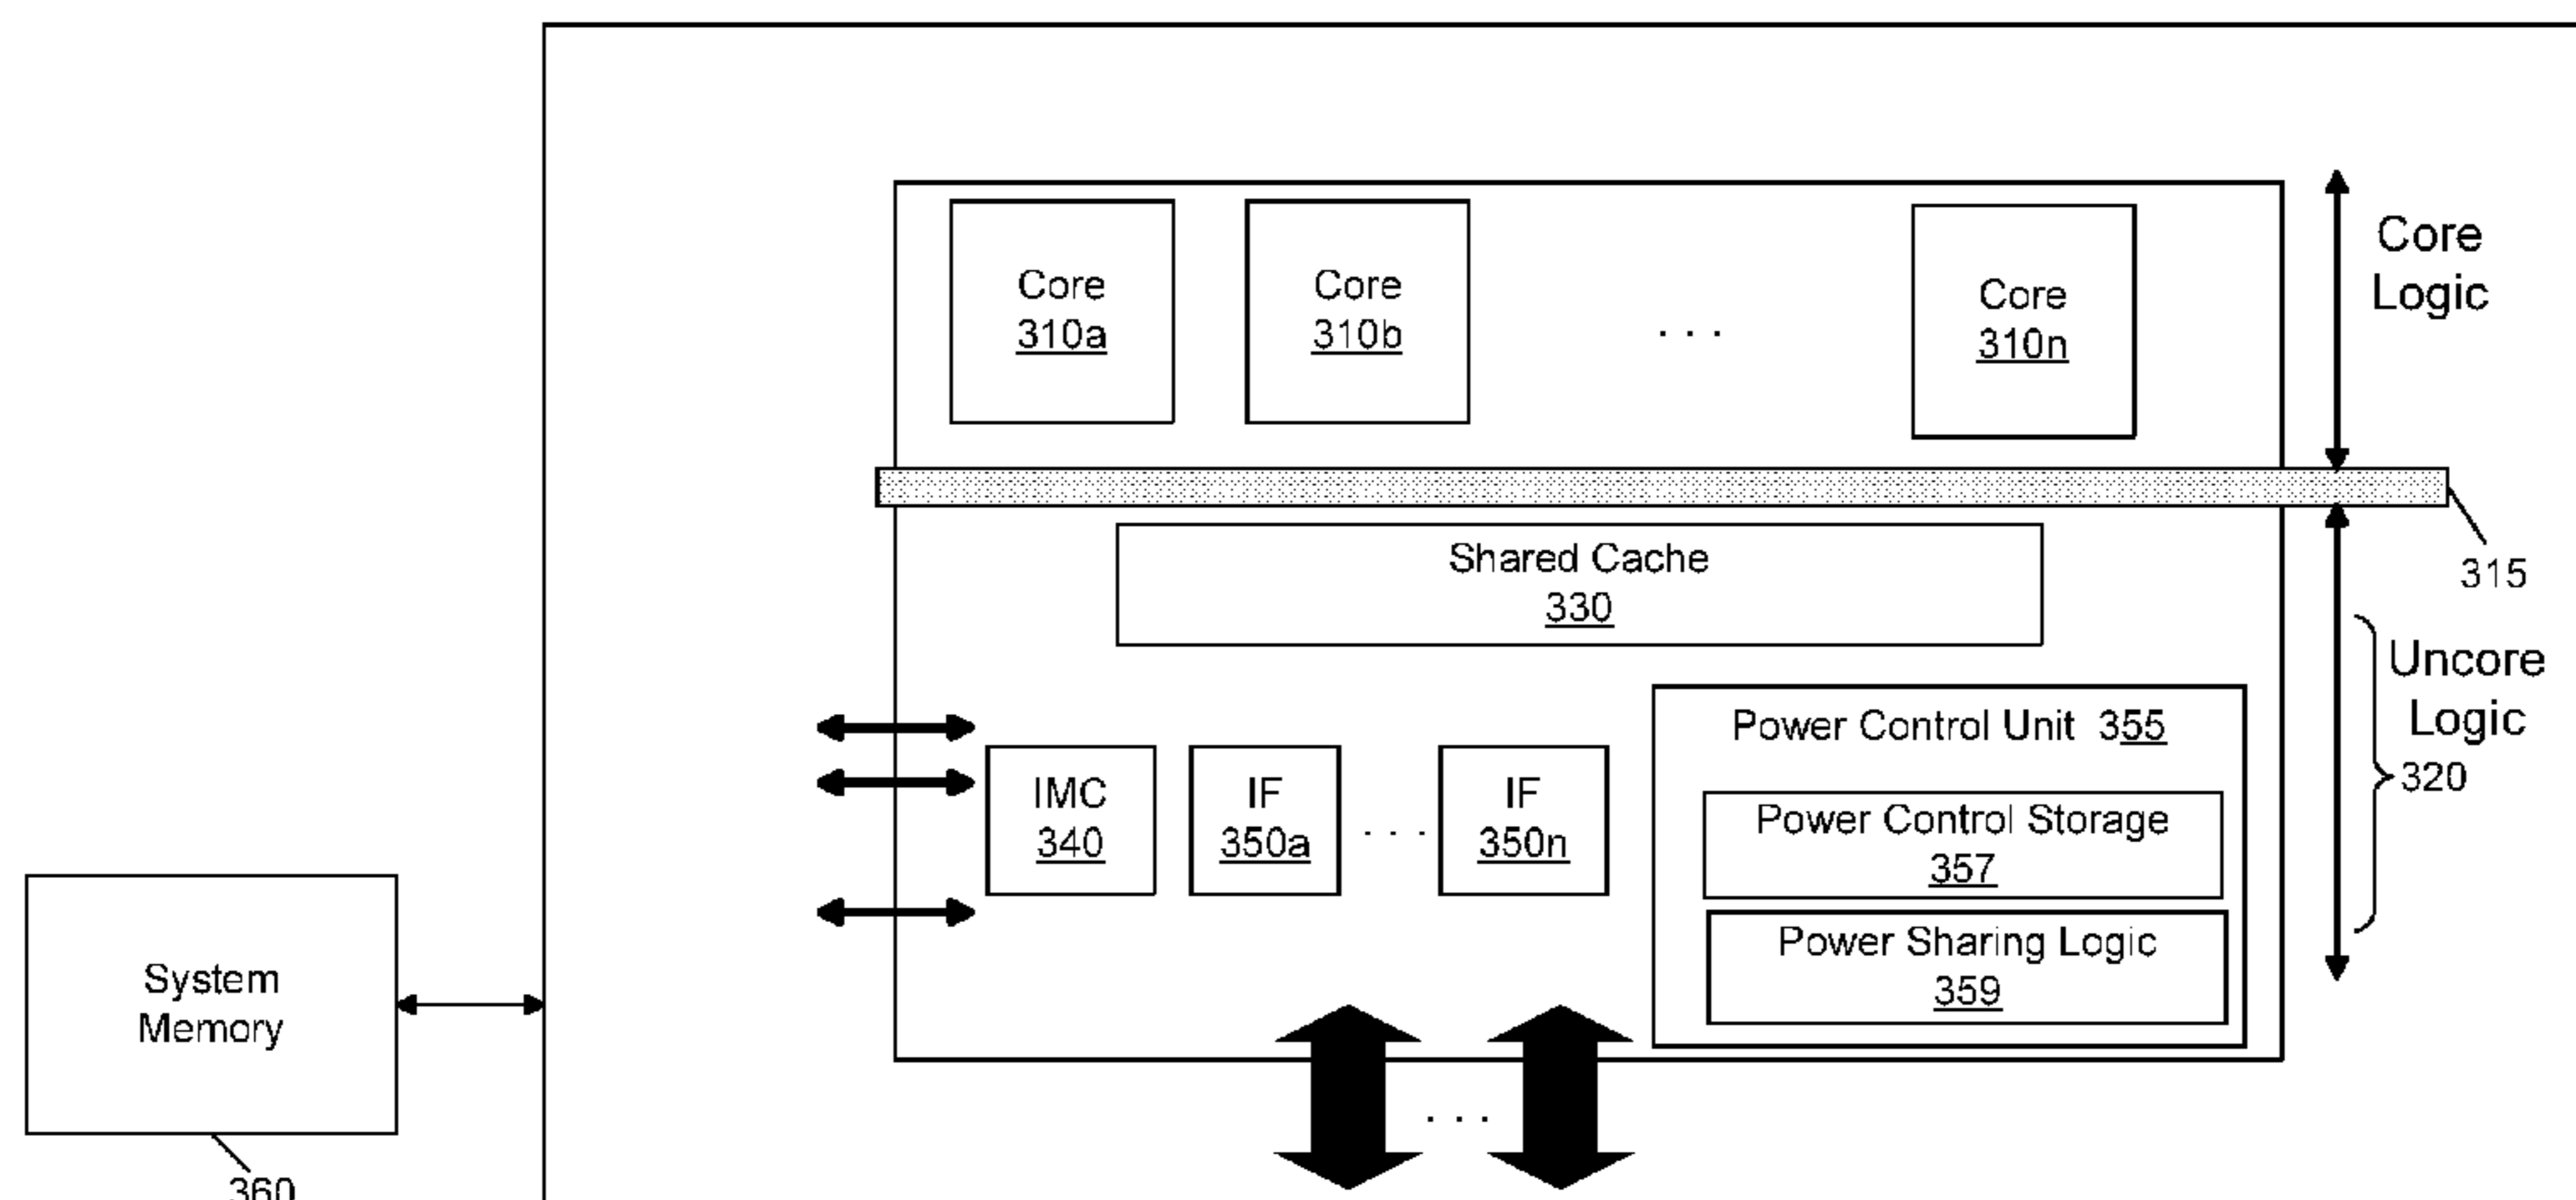 Core
310a
Core
310b
. . .
Core
310n
Core
Logic
315
Shared Cache
330
Uncore
Logic
320
IMC
340
IF
350a
. . .
IF
350n
Power Control Unit 355
Power Control Storage
357
Power Sharing Logic
359
System
Memory
360
. . .